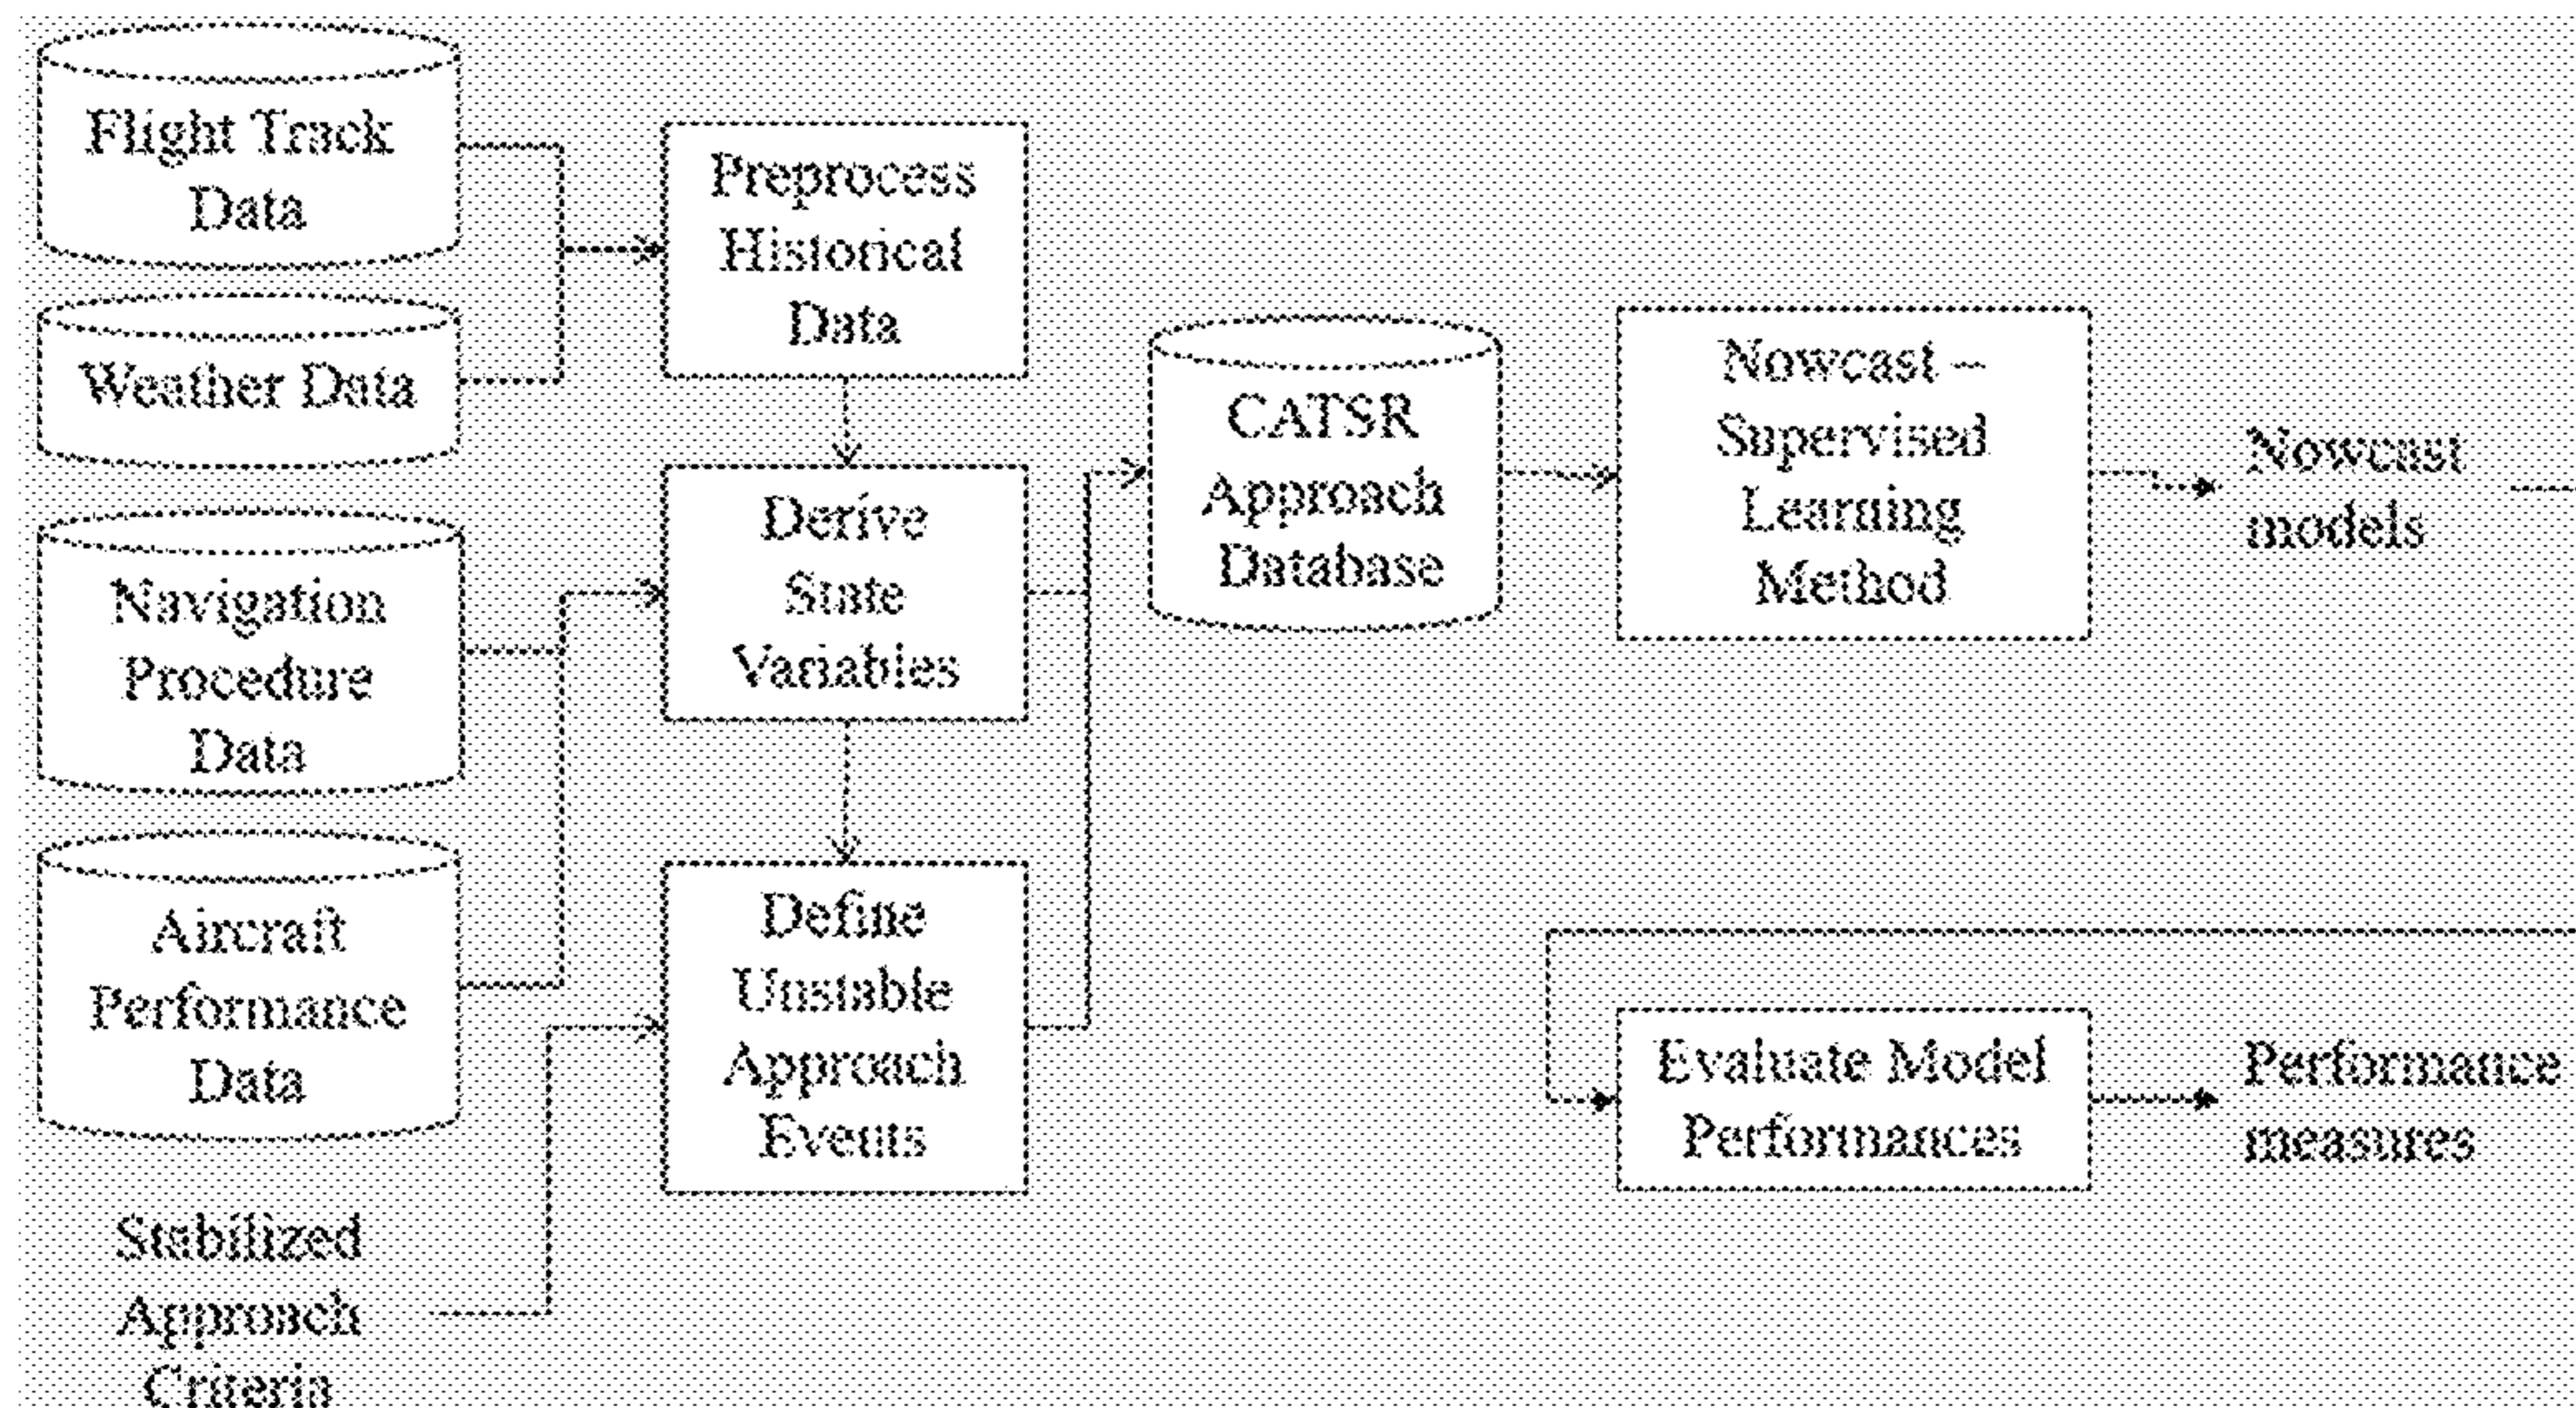 Flight Track
Data
Weather Data
Navigation
Procedure
Data
Aircraft
Performance
Data
Stabilized
Approach
Criteria
Preprocess
Historical
Data
Derive
State
Variables
Define
Unstable
Approach
Events
CATSR
Approach
Database
Nowcast –
Supervised
Learning
Method
Nowcast
models
Evaluate Model
Performances
Performance
measures